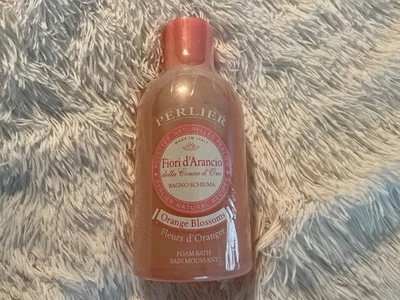 PERLIER
MADE IN ITALY
Fiori d'Arancio
della Conca d'Oro
BAGNO SCHIUMA
Orange Blossoms
Fleurs d'Oranger
FOAM BATH
BAIN MOUSSANT